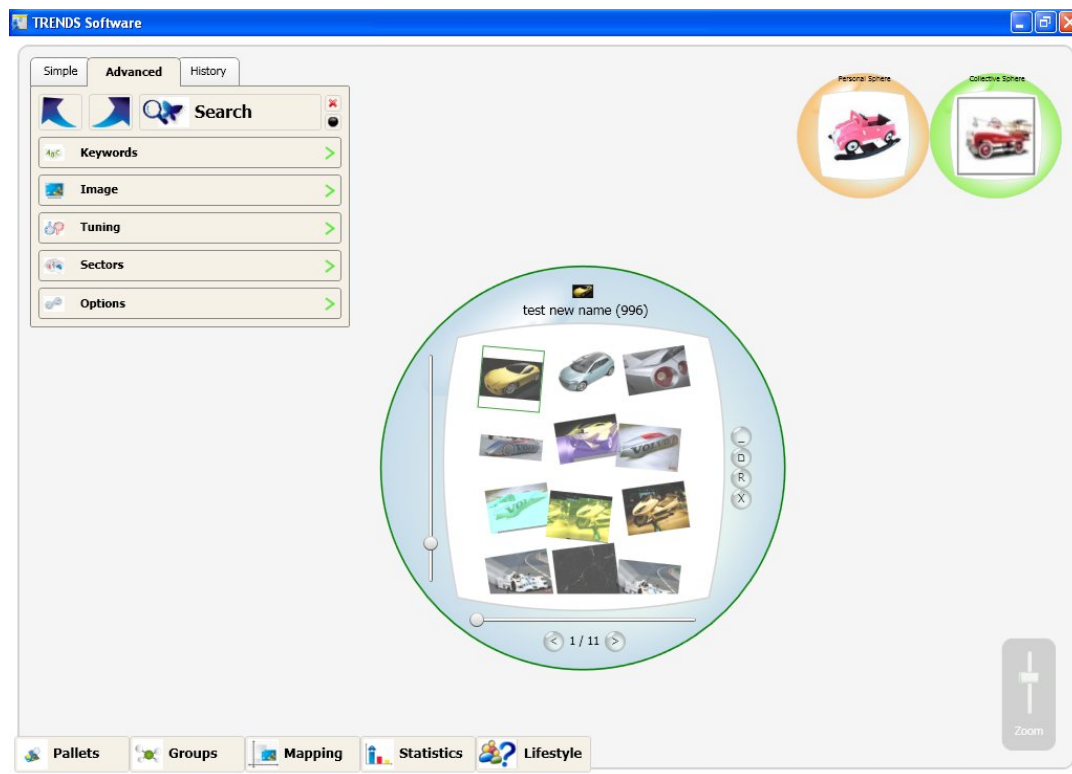 TRENDS Software
Simple Advanced History
Search
Keywords
Image
Tuning
Sectors
Options
Personal Sphere
Collective Sphere
test new name (996)
VOLVO
R
X
< 1 / 11 >
Zoom
Pallets Groups Mapping Statistics Lifestyle